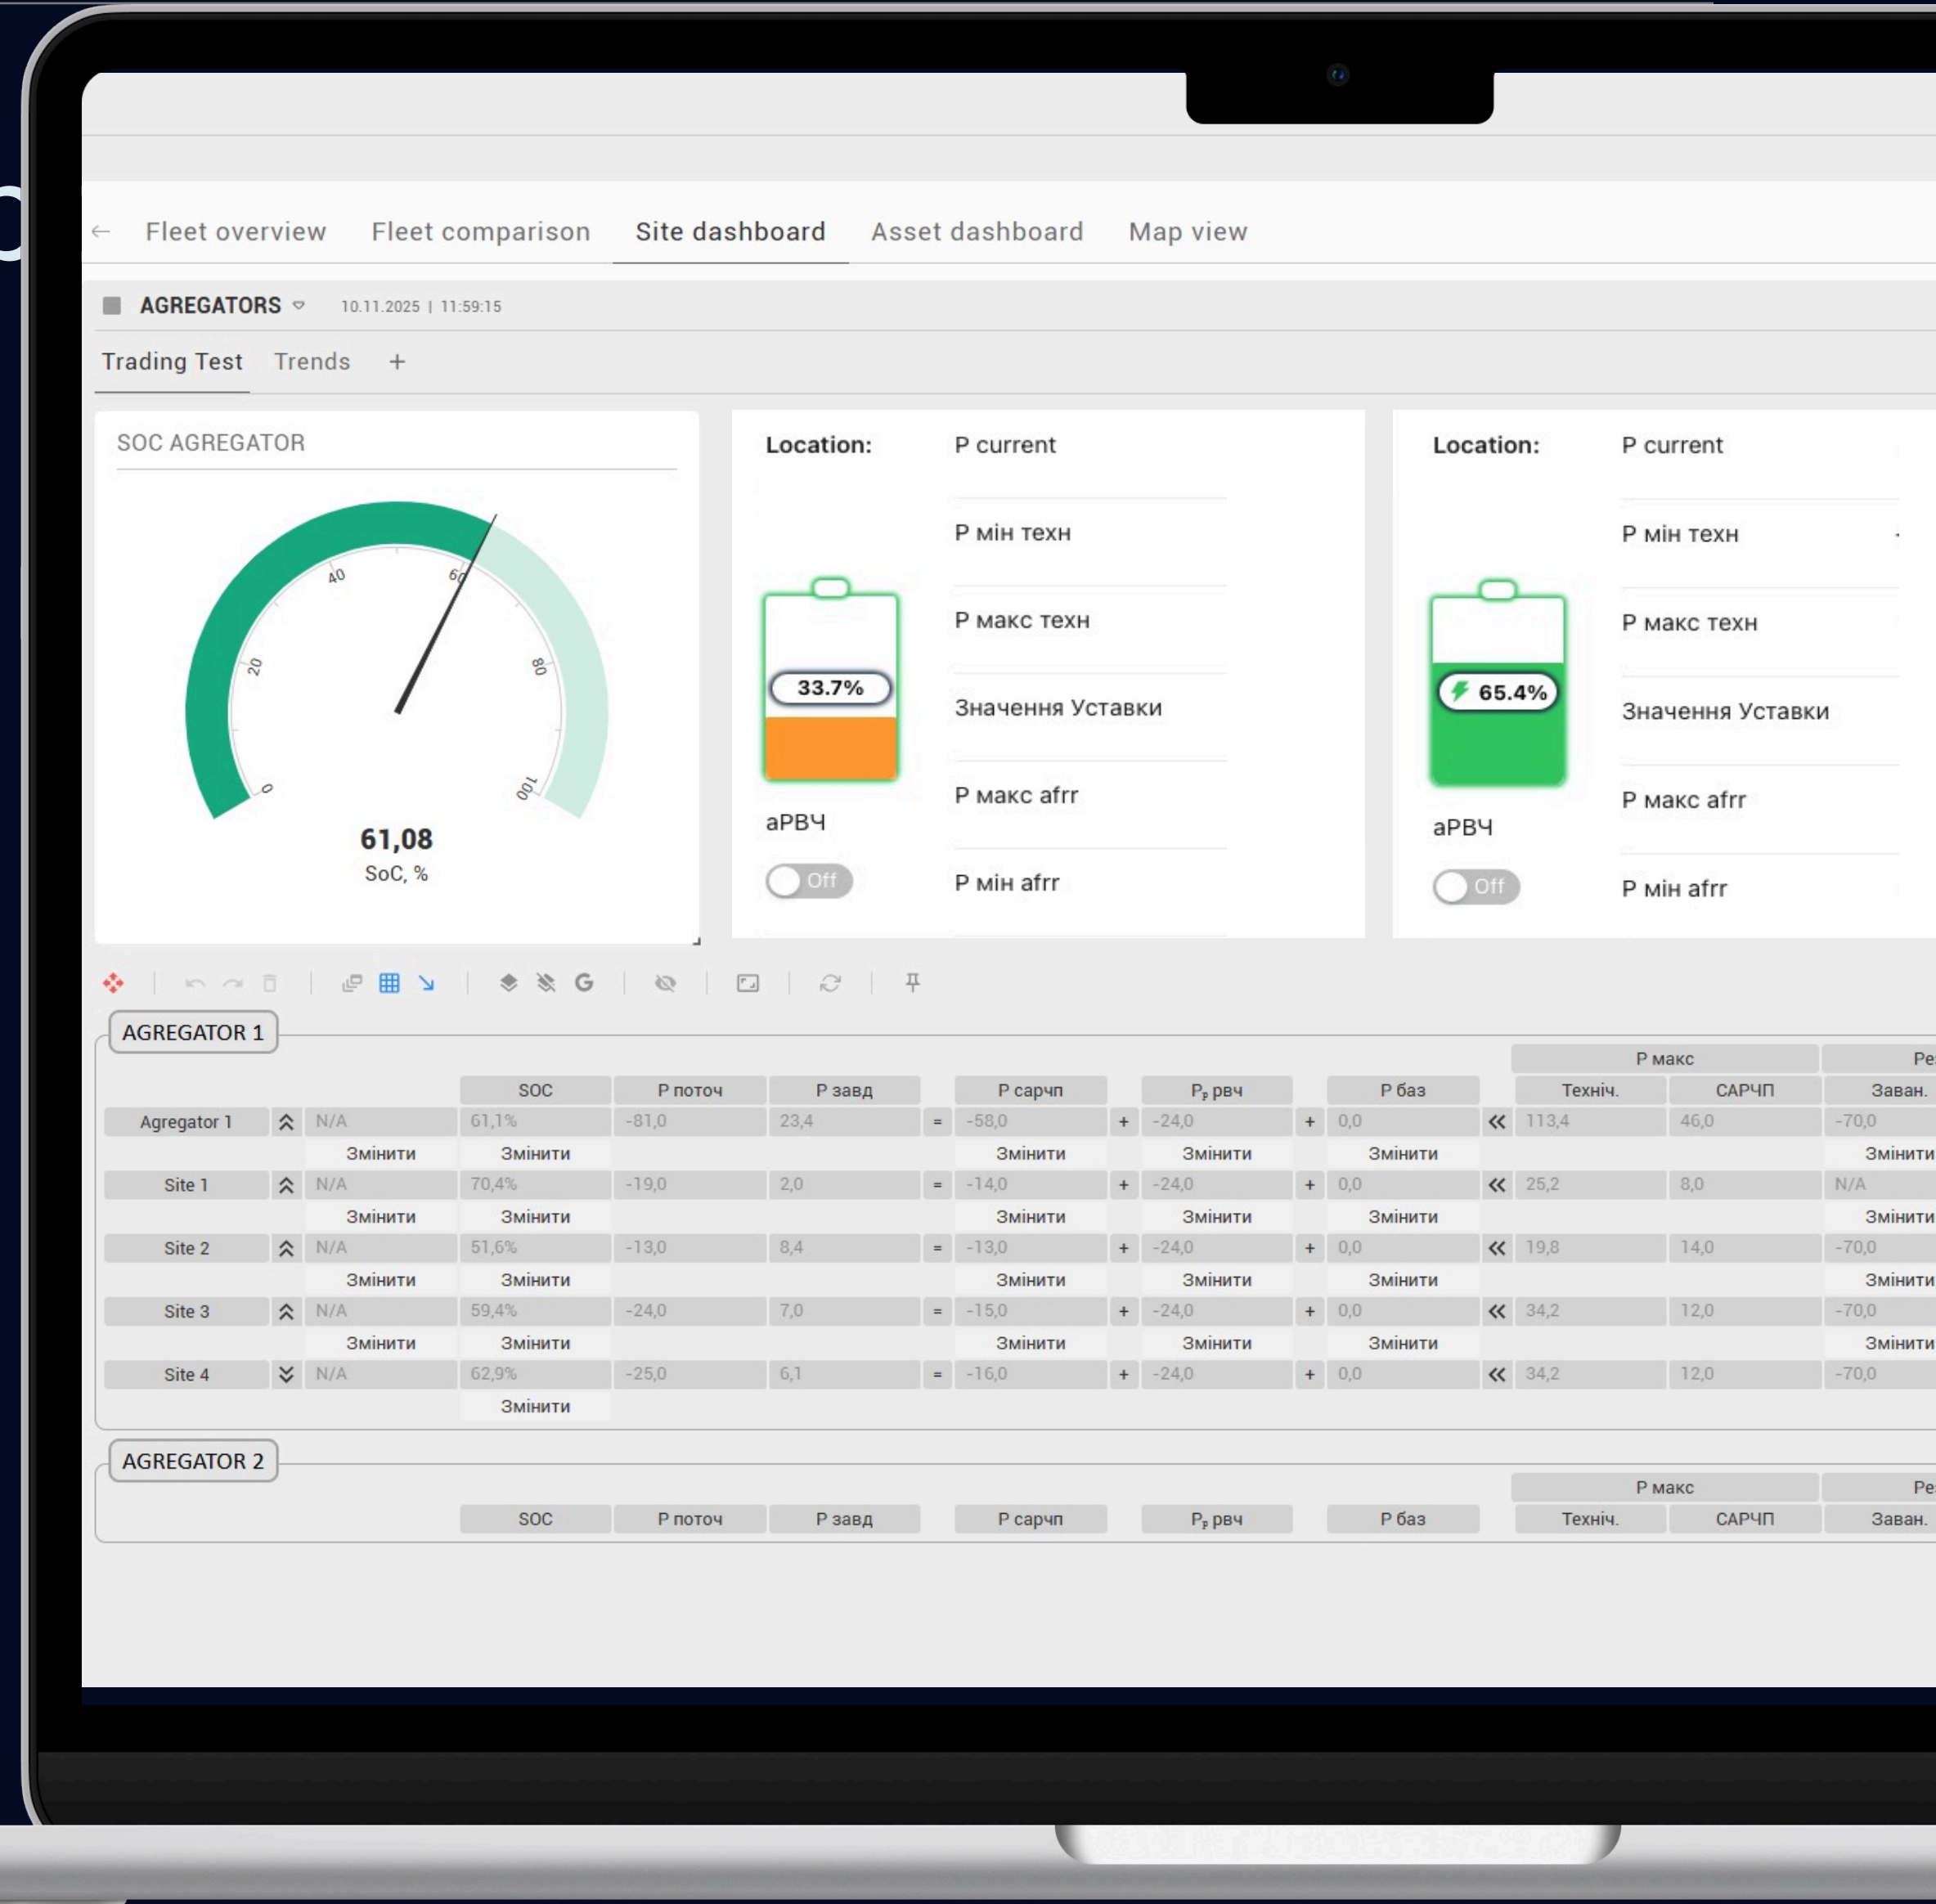 Fleet overview Fleet comparison Site dashboard Asset dashboard Map view
AGREGATORS 10.11.2025 | 11:59:15
Trading Test Trends +
SOC AGREGATOR
0 20 40 60 80 100
61,08
SoC, %
Location: P current
P мін техн
P макс техн
33.7%
Значення Уставки
P макс afrr
аРВЧ
Off
P мін afrr
Location: P current
P мін техн
P макс техн
65.4%
Значення Уставки
P макс afrr
аРВЧ
Off
P мін afrr
G
AGREGATOR 1
P макс
SOC P поточ P завд P сарчп Pₚ рвч P баз Техніч. САРЧП Заван.
Agregator 1 N/A 61,1% -81,0 23,4 = -58,0 + -24,0 + 0,0 113,4 46,0 -70,0
Змінити Змінити Змінити Змінити Змінити Змінити
Site 1 N/A 70,4% -19,0 2,0 = -14,0 + -24,0 + 0,0 25,2 8,0 N/A
Змінити Змінити Змінити Змінити Змінити Змінити
Site 2 N/A 51,6% -13,0 8,4 = -13,0 + -24,0 + 0,0 19,8 14,0 -70,0
Змінити Змінити Змінити Змінити Змінити Змінити
Site 3 N/A 59,4% -24,0 7,0 = -15,0 + -24,0 + 0,0 34,2 12,0 -70,0
Змінити Змінити Змінити Змінити Змінити Змінити
Site 4 N/A 62,9% -25,0 6,1 = -16,0 + -24,0 + 0,0 34,2 12,0 -70,0
Змінити
AGREGATOR 2
P макс
SOC P поточ P завд P сарчп Pₚ рвч P баз Техніч. САРЧП Заван.